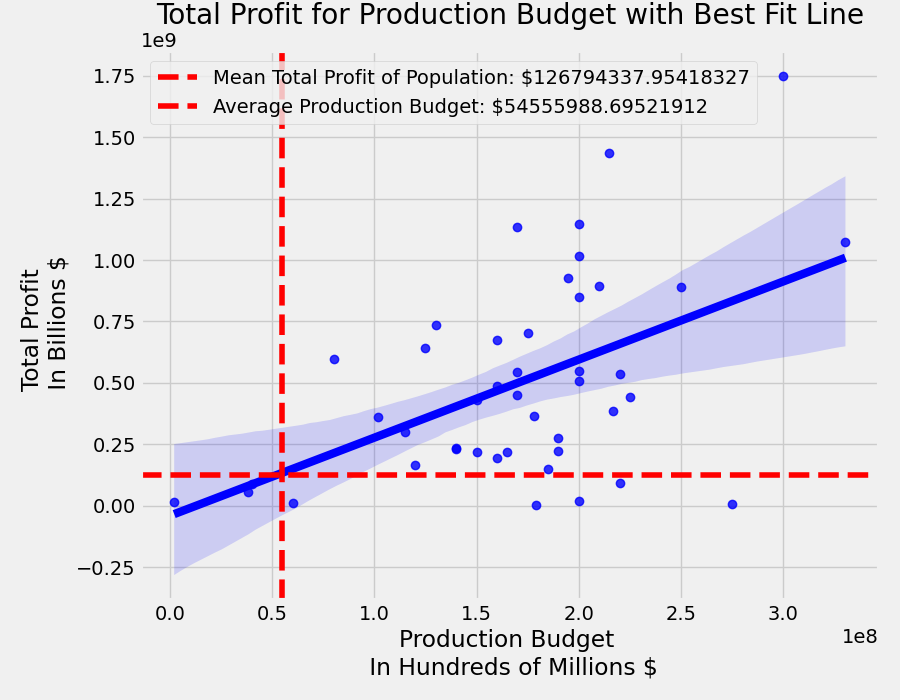 Total Profit for Production Budget with Best Fit Line
1e9
Mean Total Profit of Population: $126794337.95418327
Average Production Budget: $54555988.69521912
1.75
1.50
1.25
1.00
0.75
0.50
0.25
0.00
−0.25
Total Profit
In Billions $
0.0 0.5 1.0 1.5 2.0 2.5 3.0
1e8
Production Budget
In Hundreds of Millions $